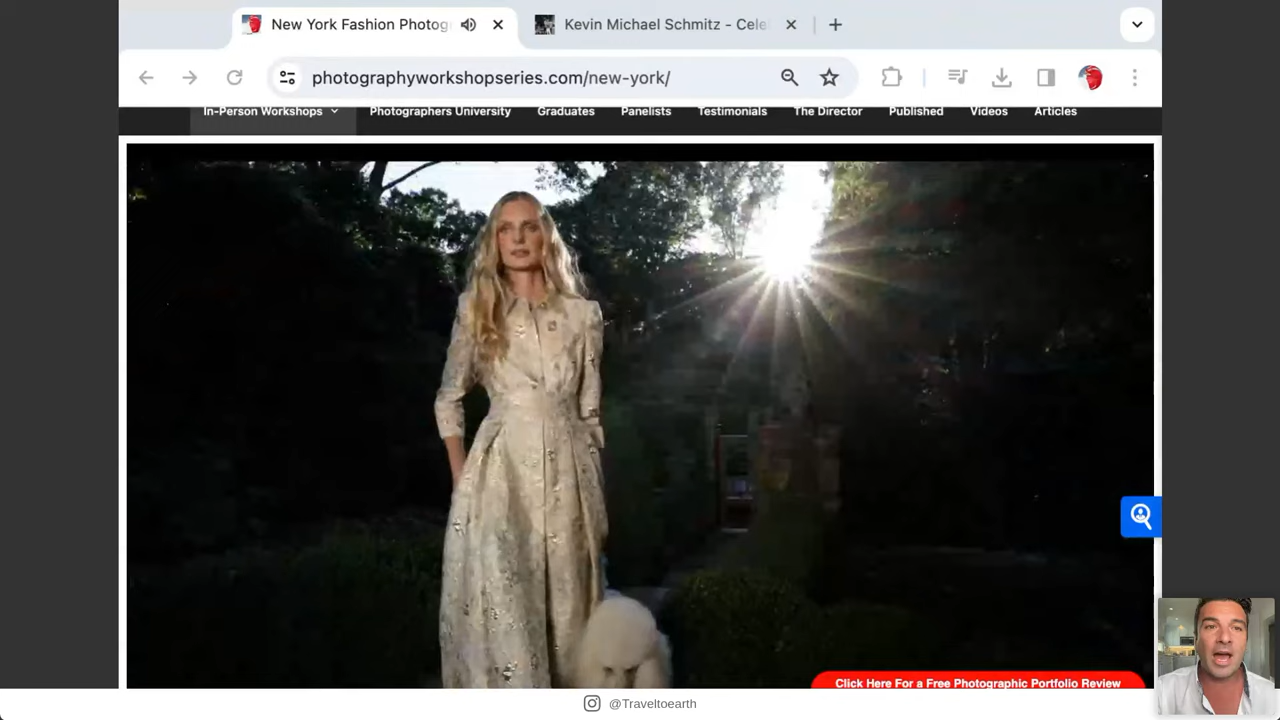 New York Fashion Photog
Kevin Michael Schmitz - Cele
photographyworkshopseries.com/new-york/
In-Person Workshops Photographers University Graduates Panelists Testimonials The Director Published Videos Articles
Click Here For a Free Photographic Portfolio Review
@Traveltoearth